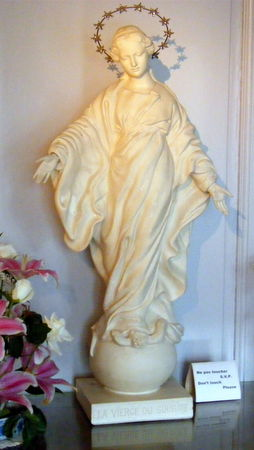 LA VIERGE DU SOURIRE
Ne pas toucher
S.V.P.
Don't touch
Please